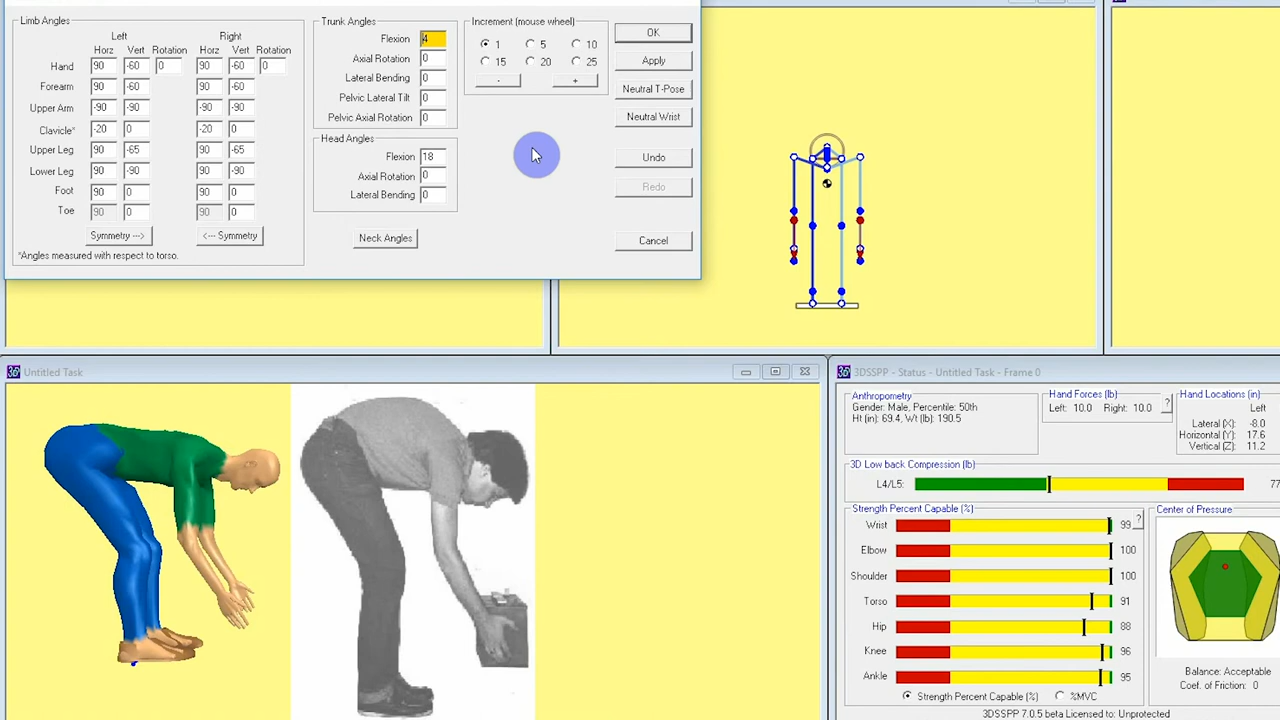 Limb Angles
Left Right
Horz Vert Rotation Horz Vert Rotation
Hand 90 -60 0 90 -60 0
Forearm 90 -60 90 -60
Upper Arm -90 -90 -90 -90
Clavicle* -20 0 -20 0
Upper Leg 90 -65 90 -65
Lower Leg 90 -90 90 -90
Foot 90 0 90 0
Toe 90 0 90 0
Symmetry --> <-- Symmetry
*Angles measured with respect to torso.
Trunk Angles
Flexion 4
Axial Rotation 0
Lateral Bending 0
Pelvic Lateral Tilt 0
Pelvic Axial Rotation 0
Head Angles
Flexion 18
Axial Rotation 0
Lateral Bending 0
Neck Angles
Increment (mouse wheel)
1 5 10
15 20 25
- +
OK
Apply
Neutral T-Pose
Neutral Wrist
Undo
Redo
Cancel
Untitled Task
3DSSPP - Status - Untitled Task - Frame 0
Anthropometry
Gender: Male, Percentile: 50th
Ht (in): 69.4, Wt (lb): 190.5
Hand Forces (lb)
Left: 10.0 Right: 10.0 ?
Hand Locations (in)
Left
Lateral (X): -8.0
Horizontal (Y): 17.6
Vertical (Z): 11.2
3D Low back Compression (lb)
L4/L5: 77
Strength Percent Capable (%)
Wrist 99 ?
Elbow 100
Shoulder 100
Torso 91
Hip 88
Knee 96
Ankle 95
Strength Percent Capable (%) %MVC
Center of Pressure
Balance: Acceptable
Coef. of Friction: 0
3DSSPP 7.0.5 beta Licensed to: Unprotected